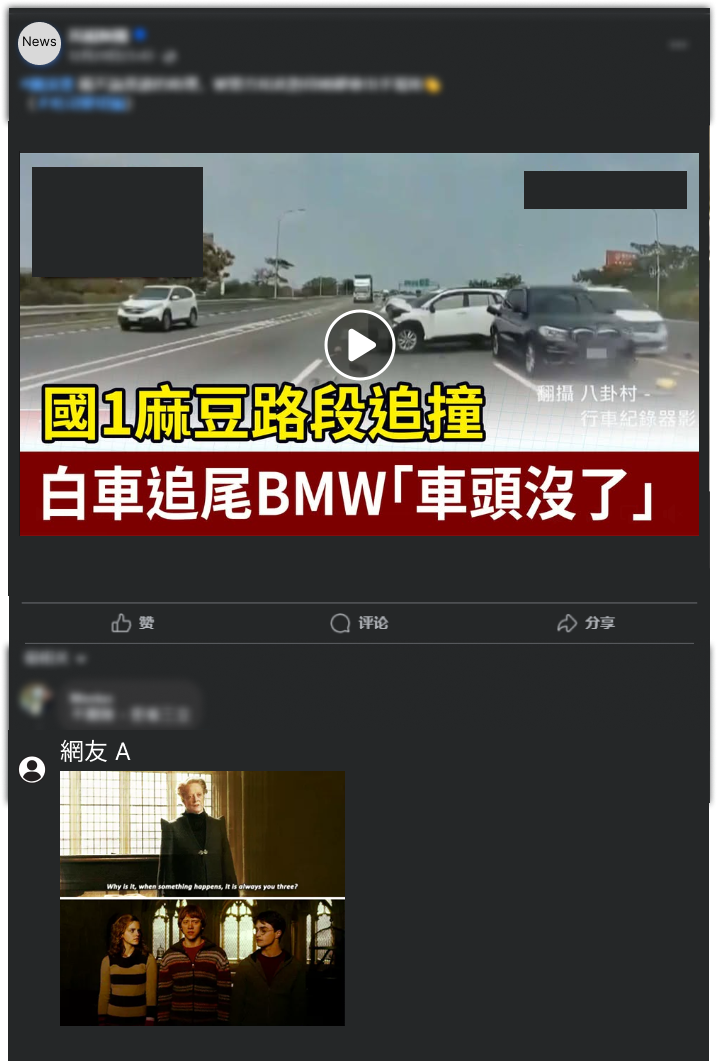 News
翻攝 八卦村 -
行車紀錄器影
國1麻豆路段追撞
白車追尾BMW「車頭沒了」
赞
评论
分享
網友 A
Why is it, when something happens, it is always you three?